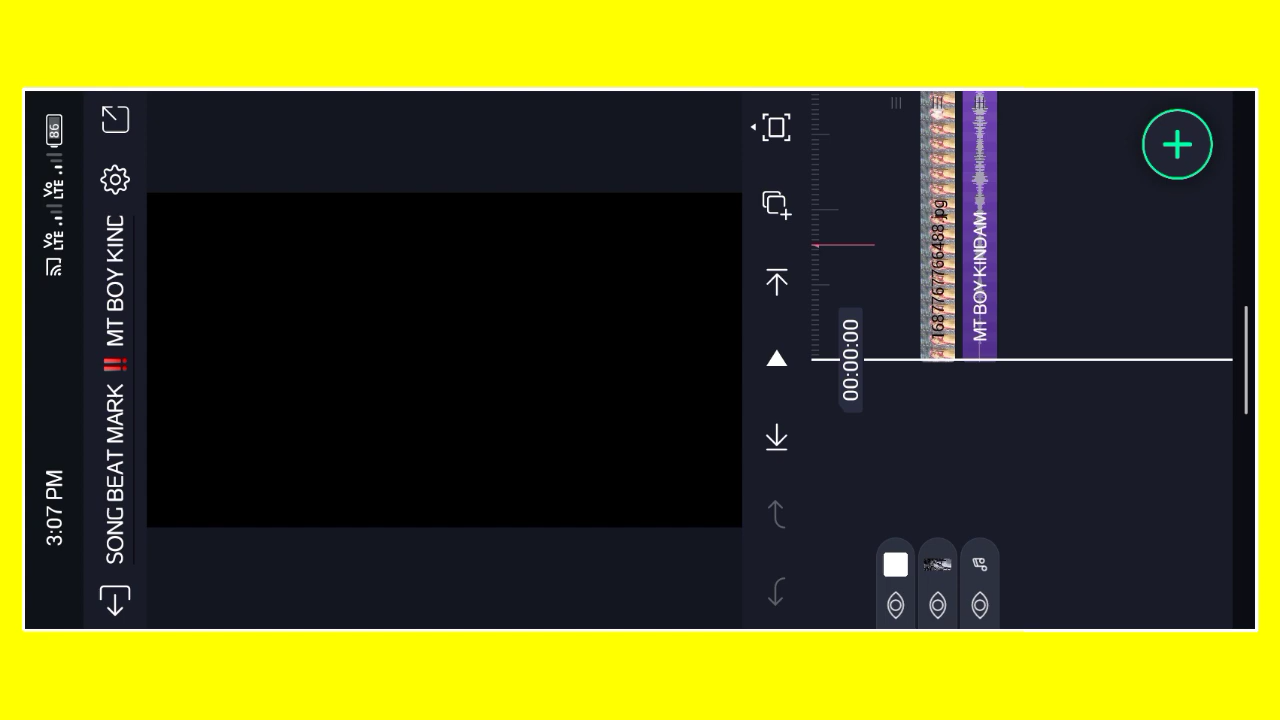 3:07 PM
Vo LTE
Vo LTE
86
SONG BEAT MARK ‼️ MT BOY KINC
00:00:00
1687767766488.jpg
MT BOY KINDAM